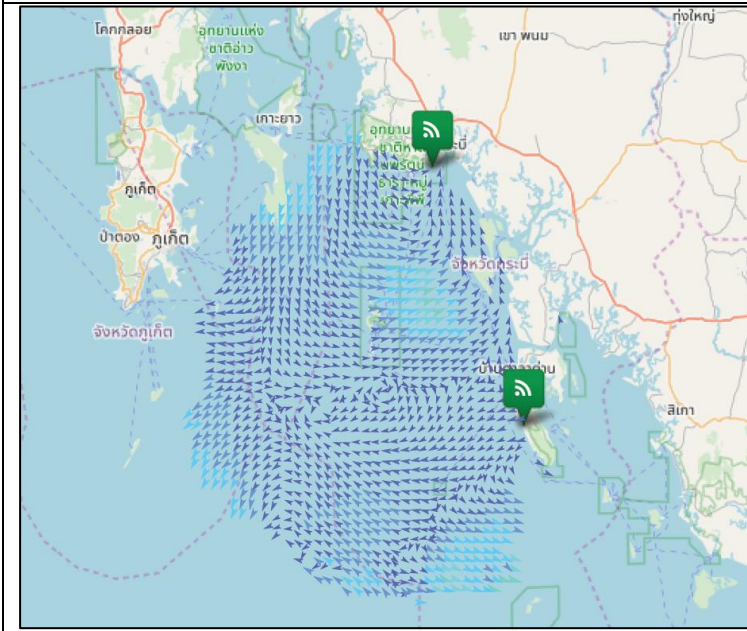 ทุ่งใหญ่
โคกกลอย
อุทยานแห่ง
ชาติอ่าว
พังงา
เขา พนม
เกาะยาว
ภูเก็ต
ป่าตอง
ภูเก็ต
จังหวัดกระบี่
จังหวัดภูเก็ต
สิเกา